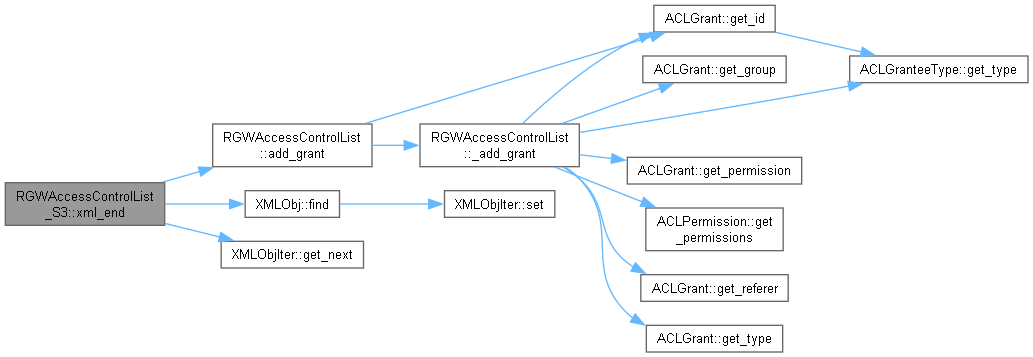 RGWAccessControlList
_S3::xml_end
RGWAccessControlList
::add_grant
XMLObj::find
XMLObjIter::get_next
RGWAccessControlList
::_add_grant
XMLObjIter::set
ACLGrant::get_id
ACLGrant::get_group
ACLGrant::get_permission
ACLPermission::get
_permissions
ACLGrant::get_referer
ACLGrant::get_type
ACLGranteeType::get_type